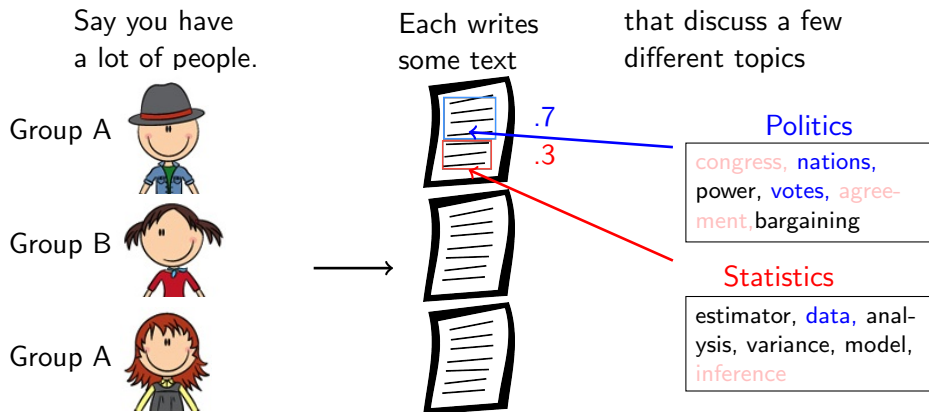 Say you have
a lot of people.
Each writes
some text
that discuss a few
different topics
Group A
Group B
Group A
.7
.3
Politics
congress, nations,
power, votes, agree-
ment,bargaining
Statistics
estimator, data, anal-
ysis, variance, model,
inference